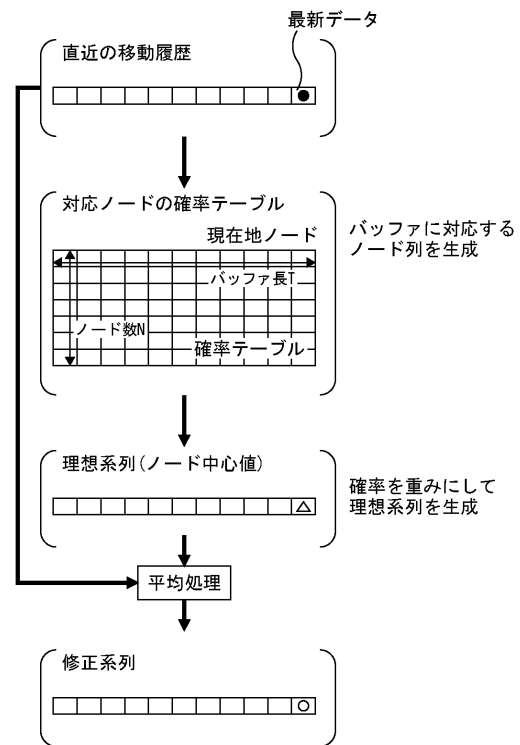 最新データ
直近の移動履歴
対応ノードの確率テーブル
現在地ノード
バッファ長T
ノード数N
確率テーブル
バッファに対応する
ノード列を生成
理想系列(ノード中心値)
確率を重みにして
理想系列を生成
平均処理
修正系列